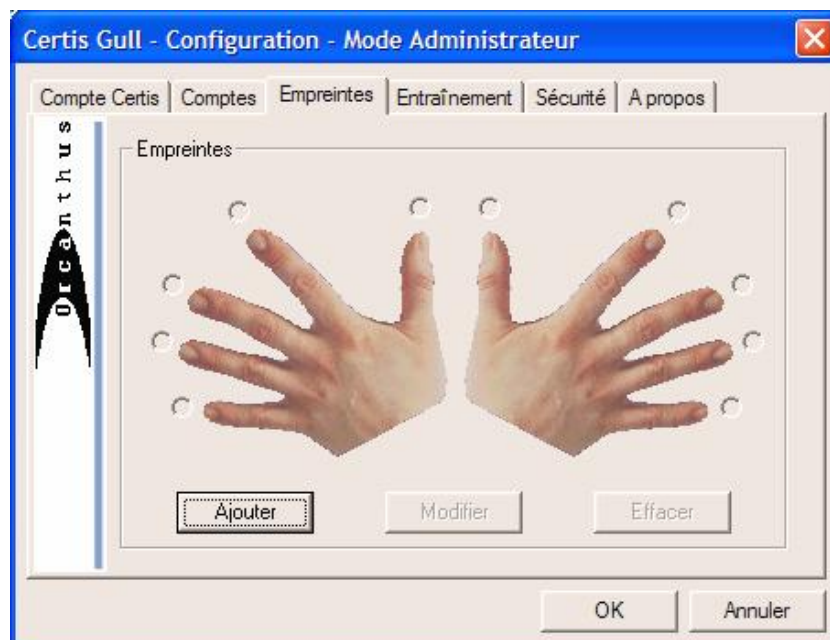 Certis Gull - Configuration - Mode Administrateur
Compte Certis Comptes Empreintes Entraînement Sécurité A propos
Orcanthus
Empreintes
Ajouter Modifier Effacer
OK Annuler